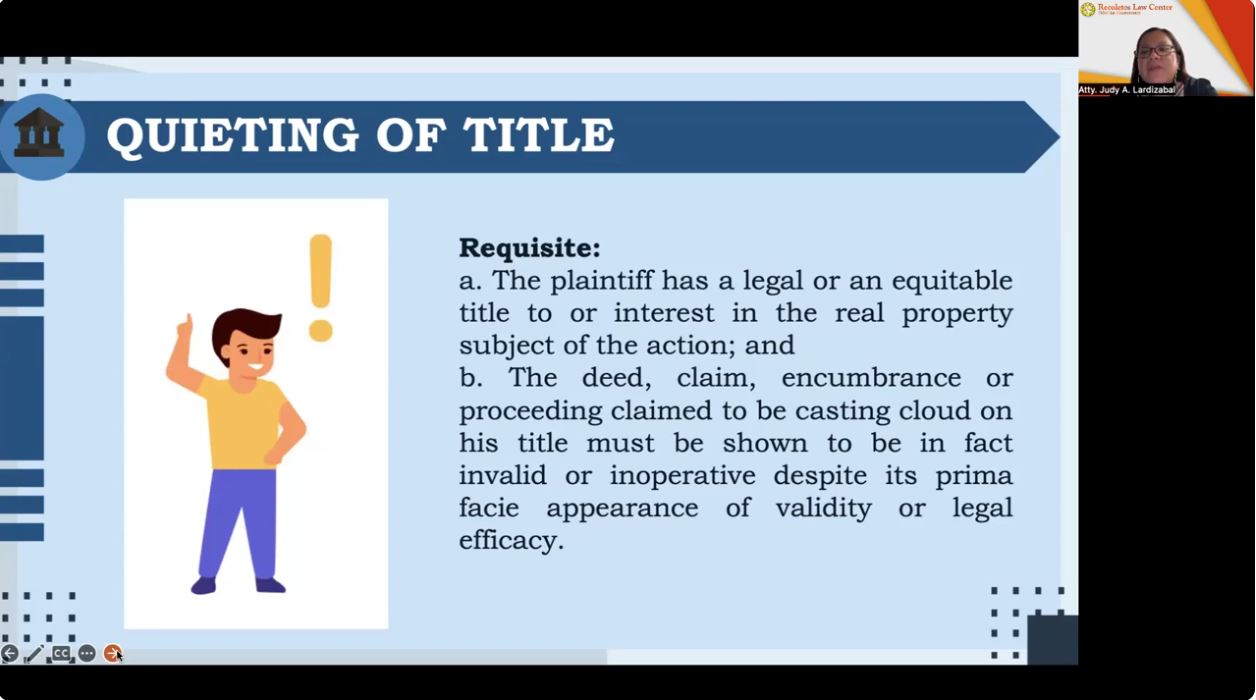 Recoletos Law Center
QUIETING OF TITLE
Atty. Judy A. Lardizabal
Requisite:
a. The plaintiff has a legal or an equitable
title to or interest in the real property
subject of the action; and
b. The deed, claim, encumbrance or
proceeding claimed to be casting cloud on
his title must be shown to be in fact
invalid or inoperative despite its prima
facie appearance of validity or legal
efficacy.
CC